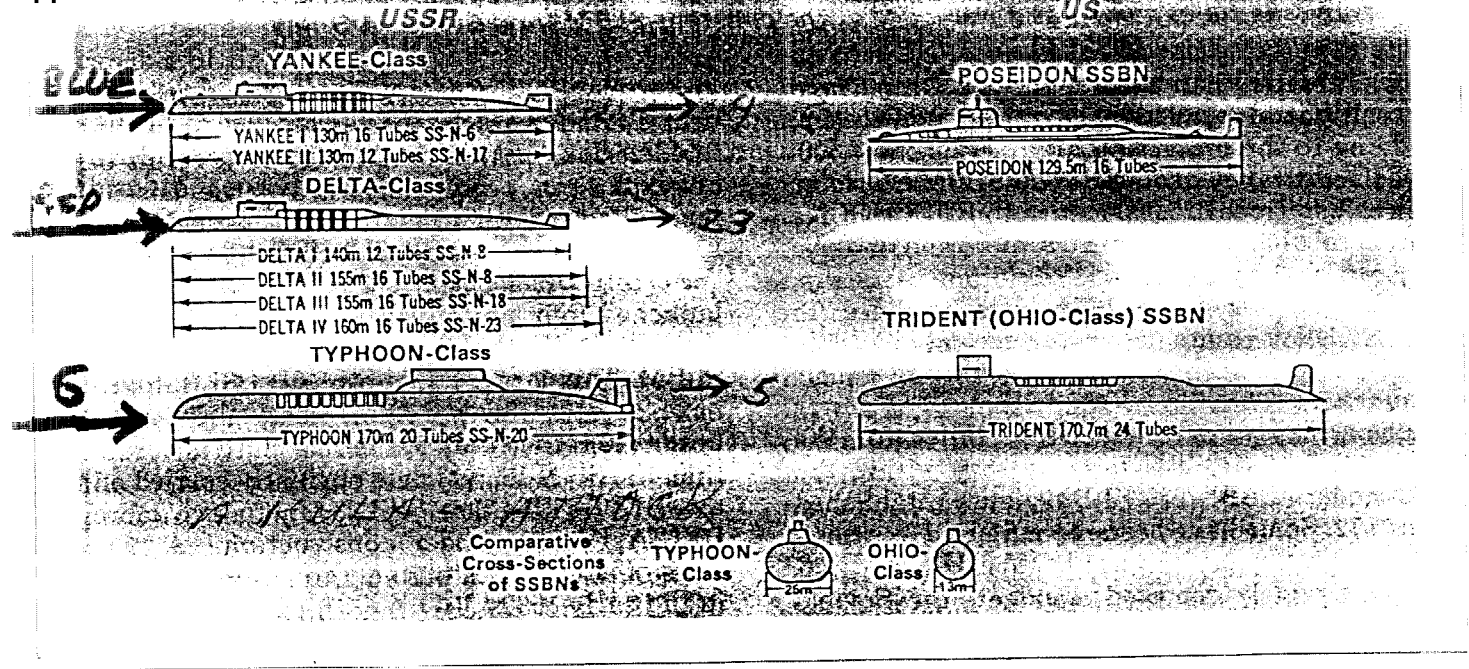 USSR
US
YANKEE-Class
BLUE
POSEIDON SSBN
YANKEE I 130m 16 Tubes SS-N-6
YANKEE II 130m 12 Tubes SS-N-17
POSEIDON 129.5m 16 Tubes
DELTA-Class
RED
23
DELTA I 140m 12 Tubes SS-N-8
DELTA II 155m 16 Tubes SS-N-8
DELTA III 155m 16 Tubes SS-N-18
DELTA IV 160m 16 Tubes SS-N-23
TRIDENT (OHIO-Class) SSBN
TYPHOON-Class
5
TYPHOON 170m 20 Tubes SS-N-20
TRIDENT 170.7m 24 Tubes
AKULA ATTACK
Comparative
Cross-Sections
of SSBNs
TYPHOON-
Class
25m
OHIO-
Class
13m